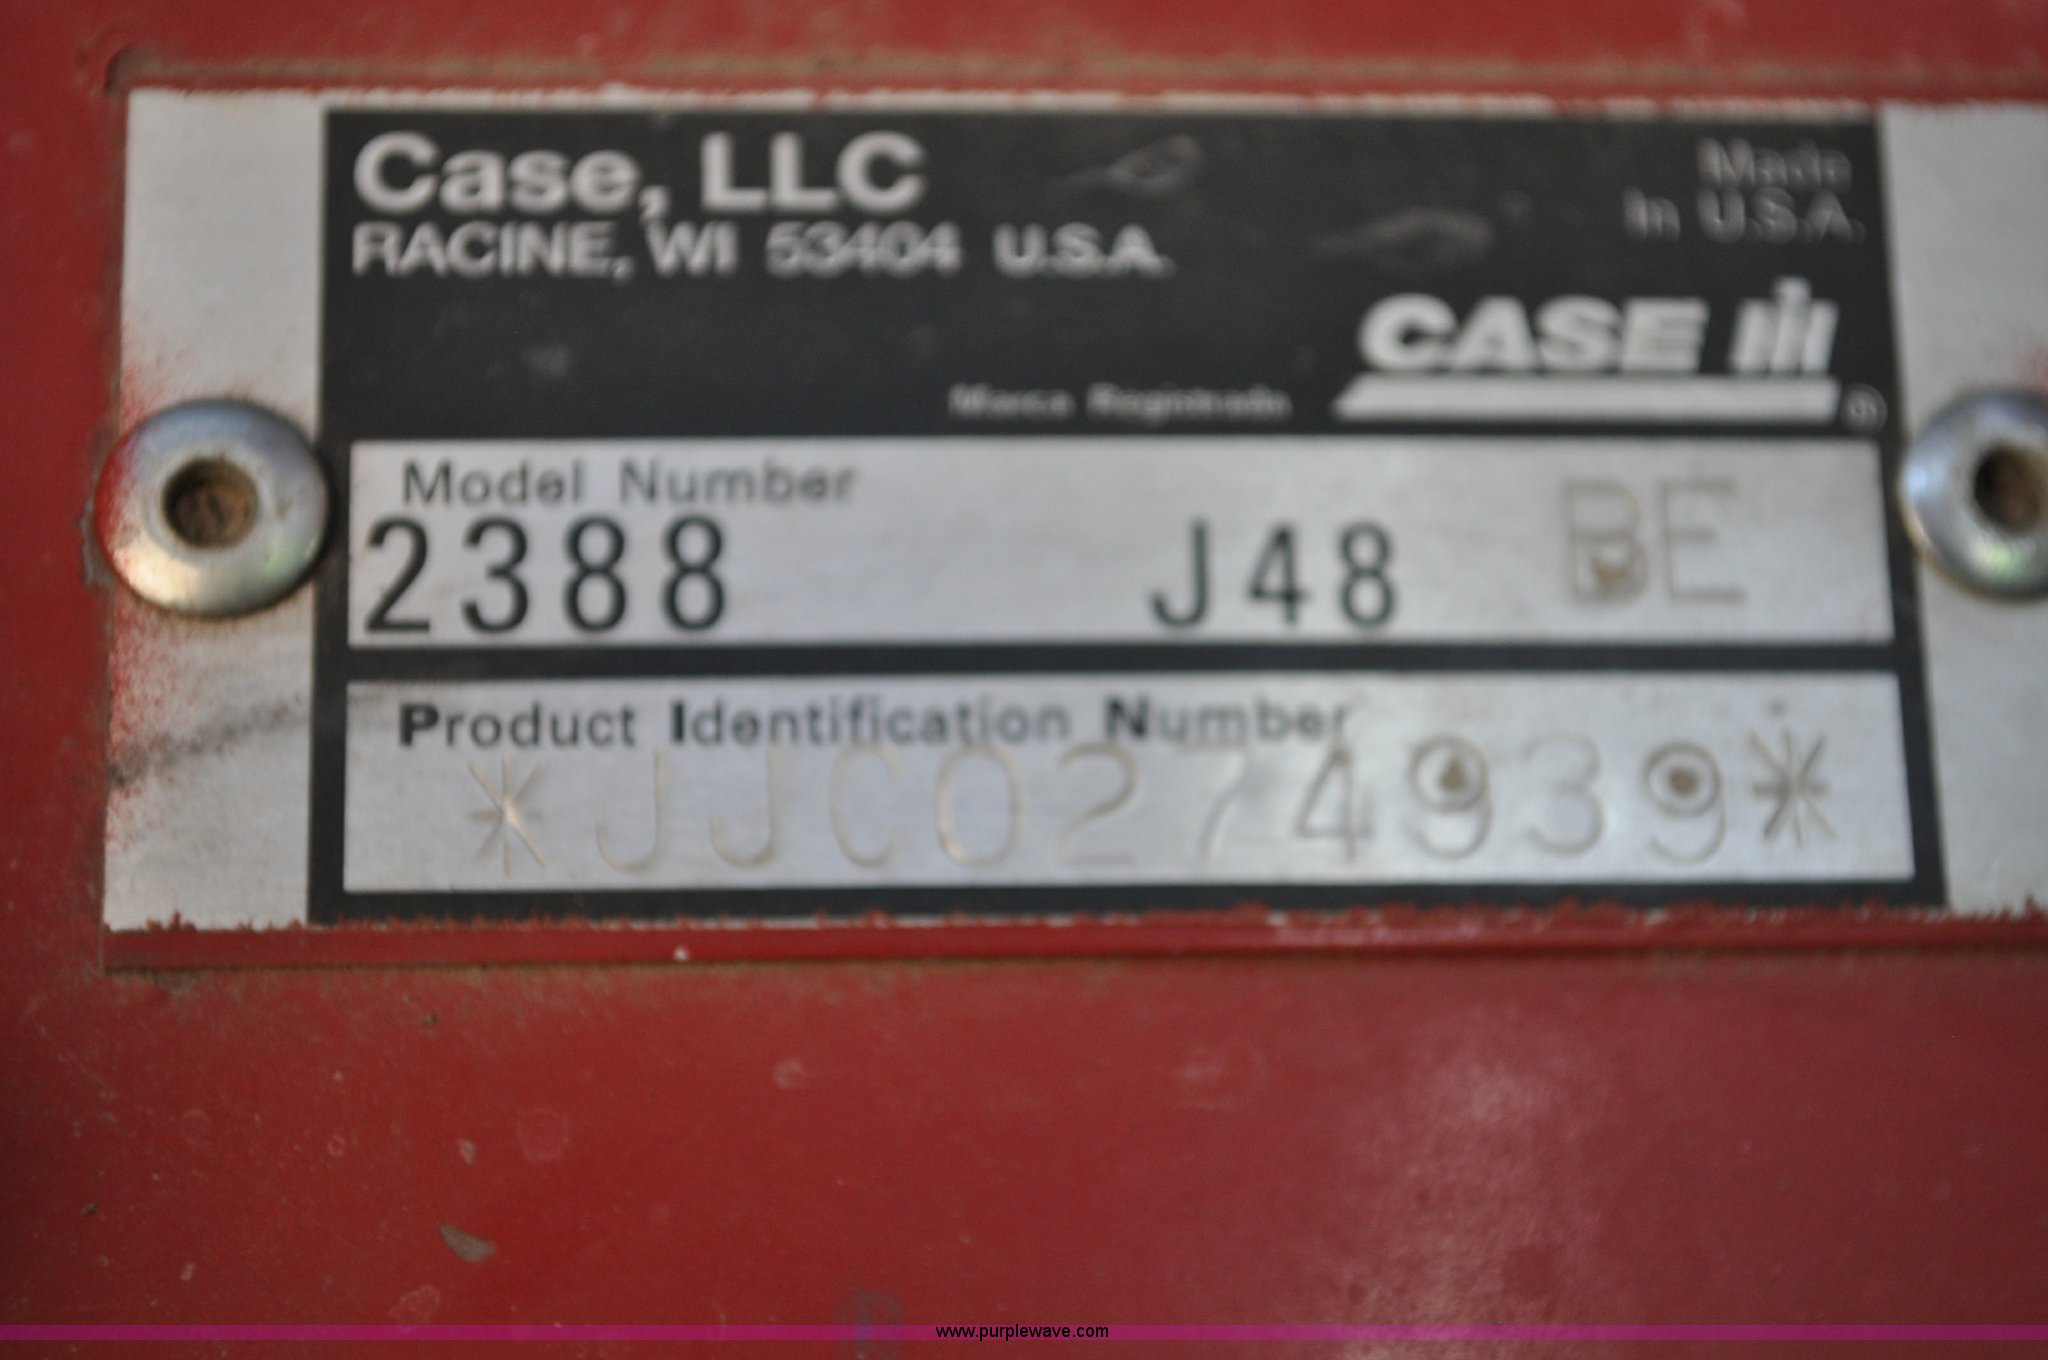 Case, LLC
RACINE, WI 53404 U.S.A.
Made
In U.S.A.
CASE IH
Marca Registrada ®
Model Number
2388 J48 BE
Product Identification Number
*JJC0274939*
www.purplewave.com